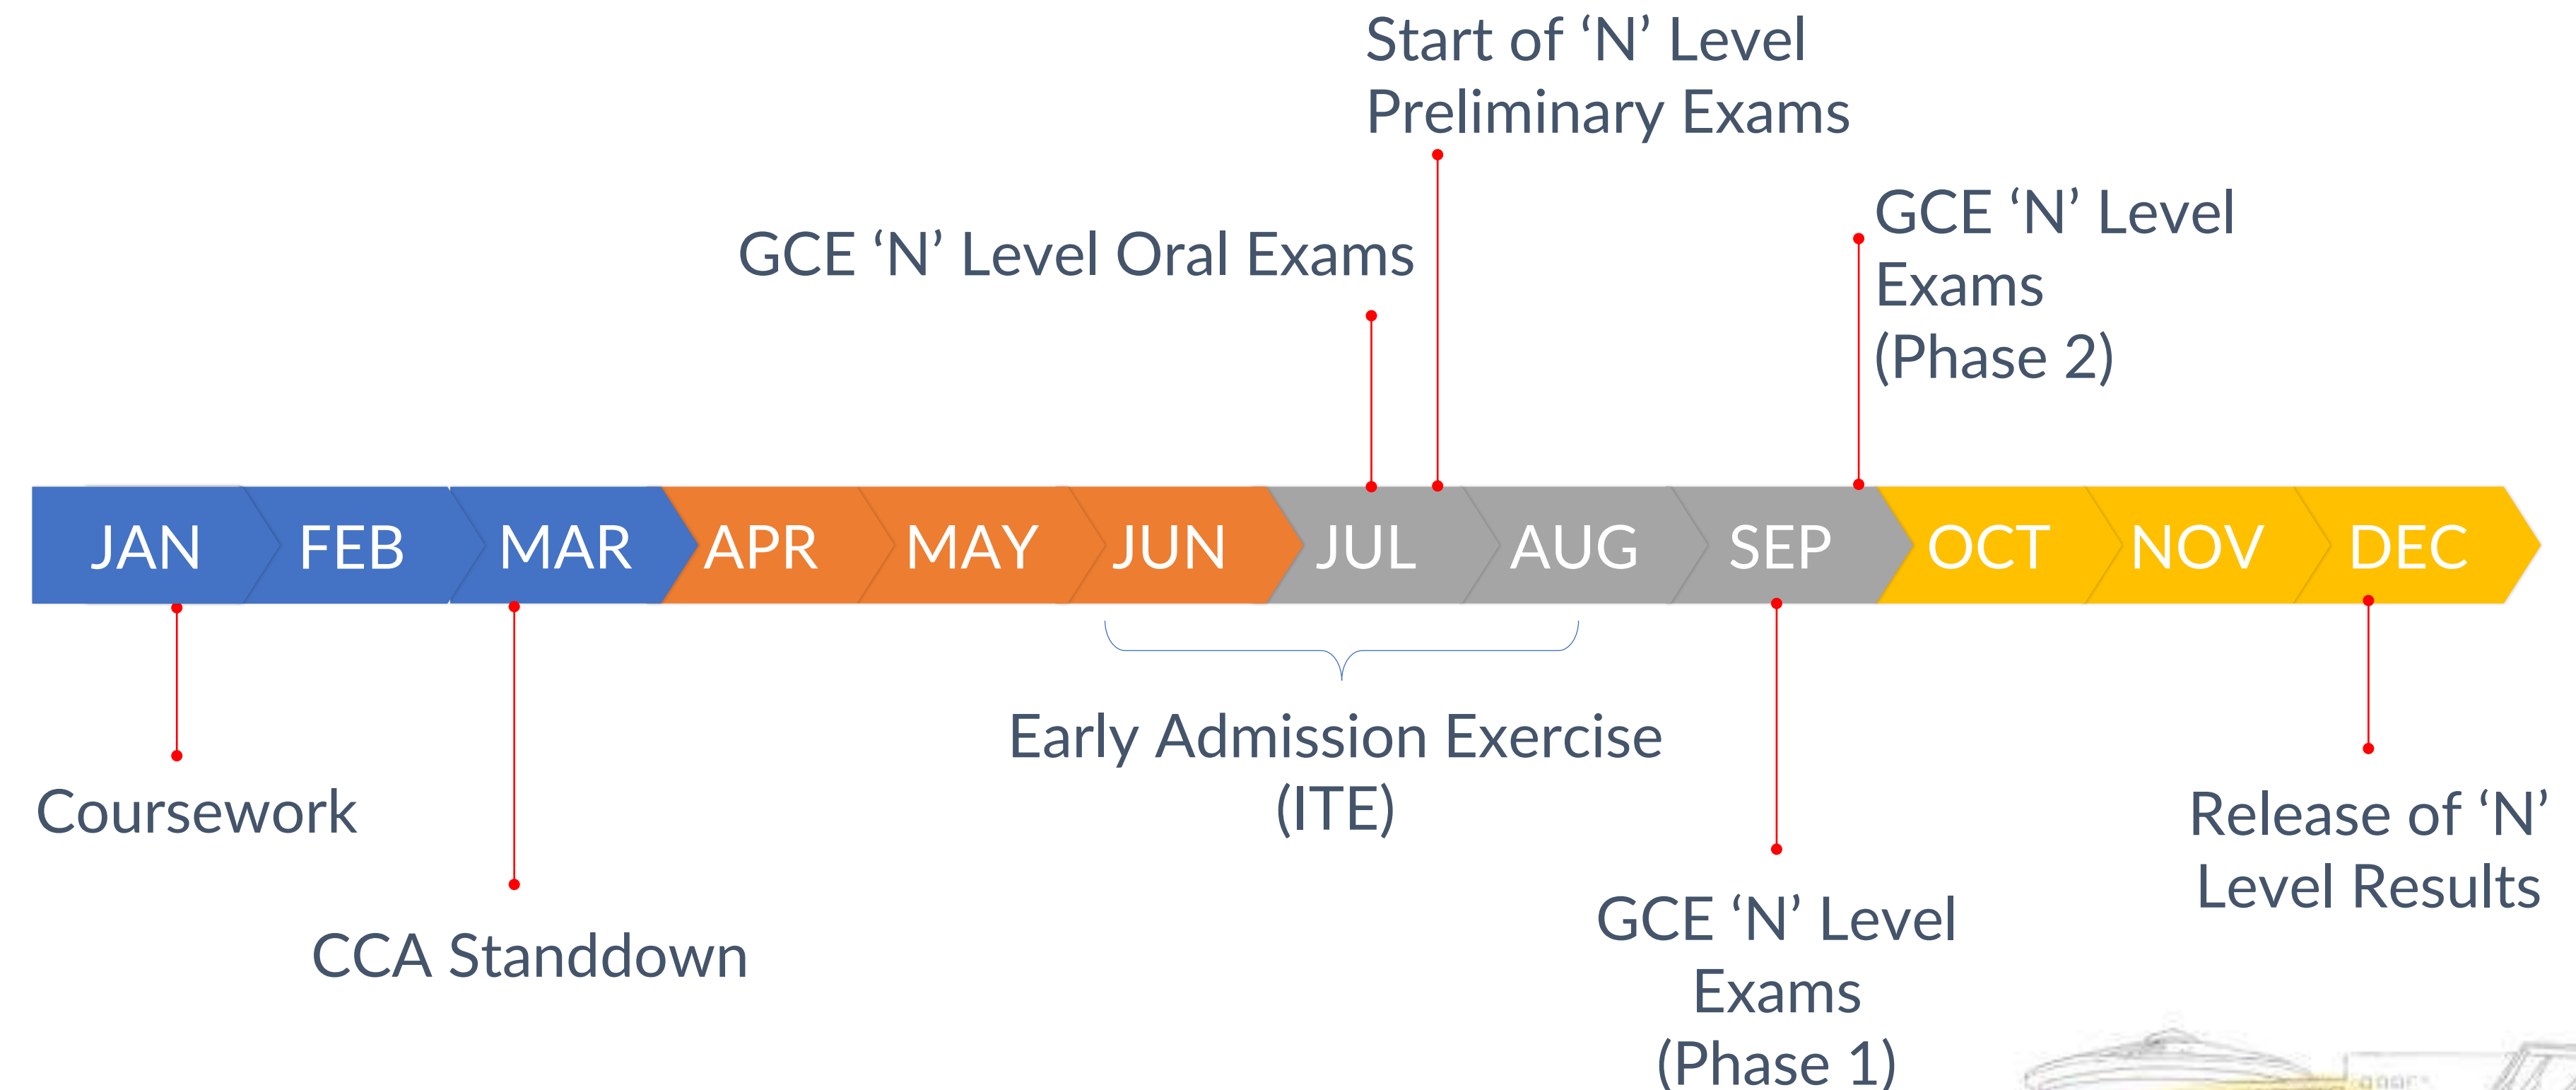 Start of ‘N’ Level
Preliminary Exams
GCE ‘N’ Level
Exams
(Phase 2)
GCE ‘N’ Level Oral Exams
JAN
FEB
MAR
APR
MAY
JUN
JUL
AUG
SEP
OCT
NOV
DEC
Early Admission Exercise
(ITE)
Coursework
Release of ‘N’
Level Results
CCA Standdown
GCE ‘N’ Level
Exams
(Phase 1)